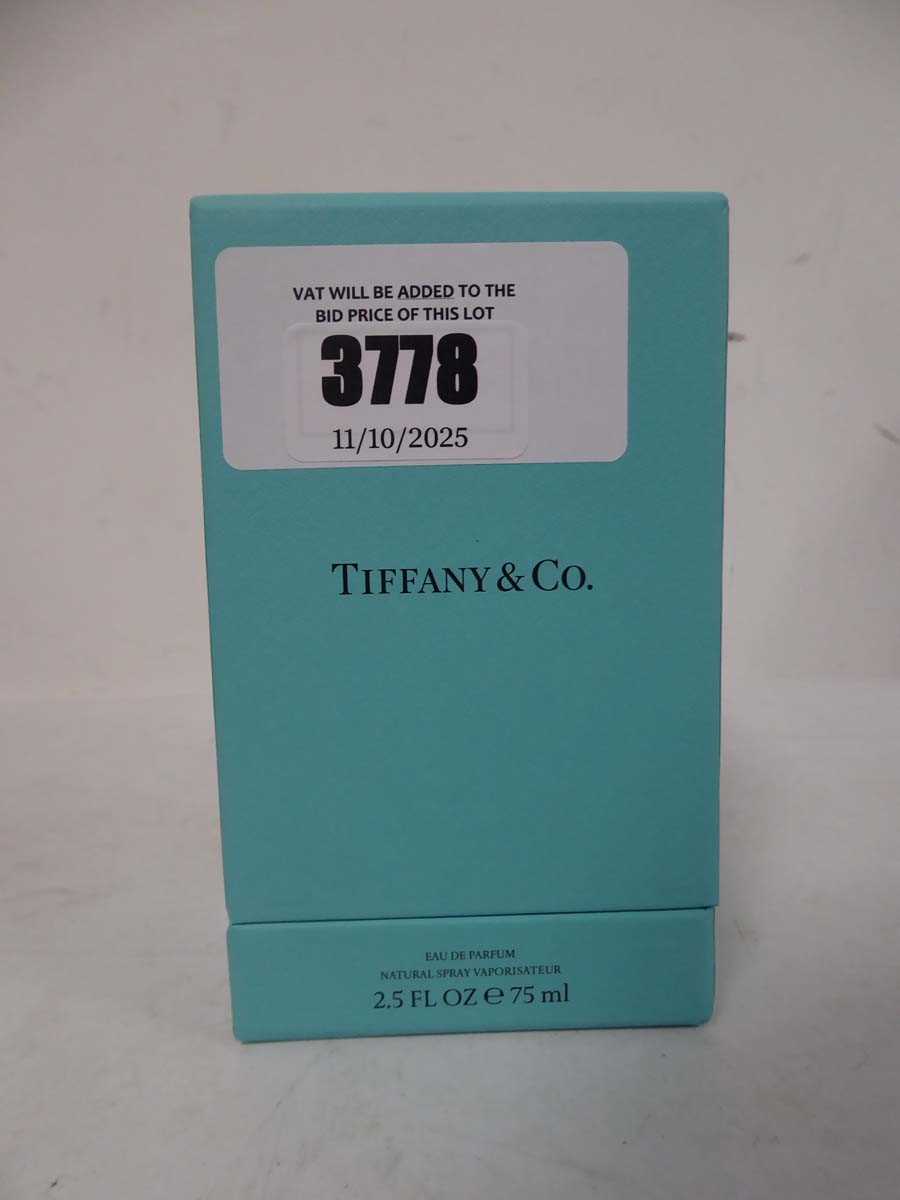 VAT WILL BE ADDED TO THE
BID PRICE OF THIS LOT
3778
11/10/2025
TIFFANY & CO.
EAU DE PARFUM
NATURAL SPRAY VAPORISATEUR
2.5 FL OZ ℮ 75 ml